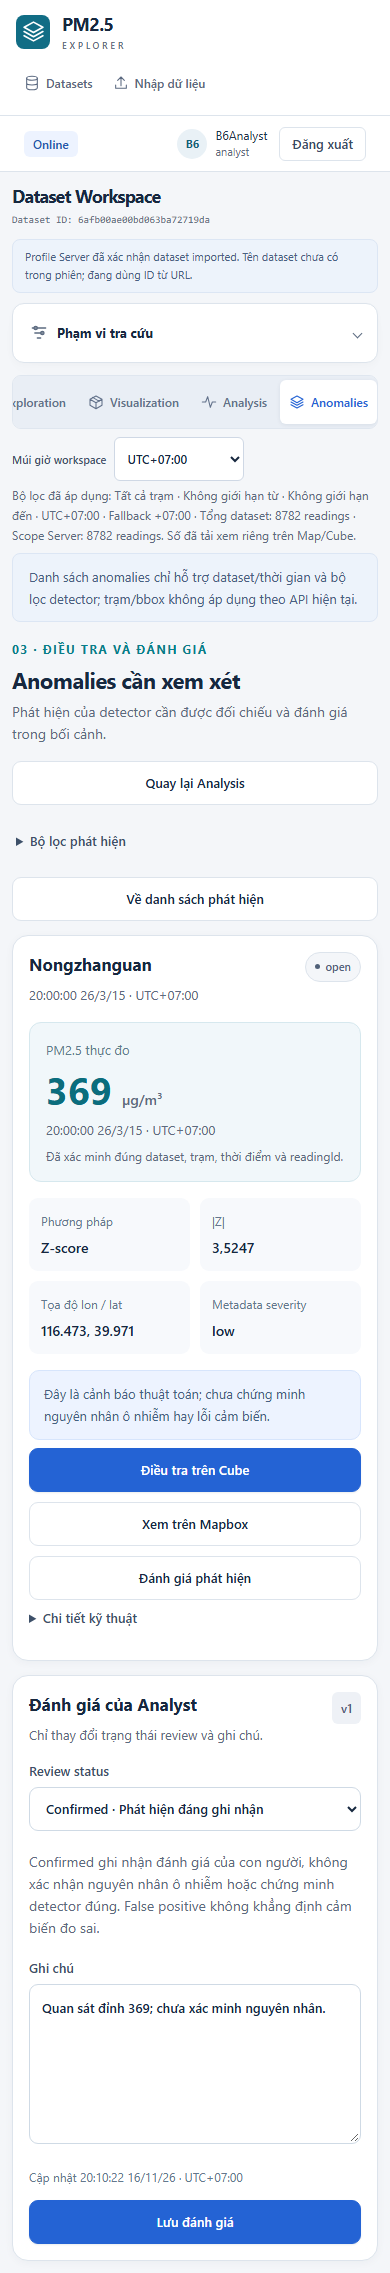 PM2.5
EXPLORER
Datasets
Nhập dữ liệu
Online
B6
B6Analyst
analyst
Đăng xuất
Dataset Workspace
Dataset ID: 6afb00ae00bd063ba72719da
Profile Server đã xác nhận dataset imported. Tên dataset chưa có
trong phiên; đang dùng ID từ URL.
Phạm vi tra cứu
xploration
Visualization
Analysis
Anomalies
Múi giờ workspace
UTC+07:00
Bộ lọc đã áp dụng: Tất cả trạm · Không giới hạn từ · Không giới hạn
đến · UTC+07:00 · Fallback +07:00 · Tổng dataset: 8782 readings ·
Scope Server: 8782 readings. Số đã tải xem riêng trên Map/Cube.
Danh sách anomalies chỉ hỗ trợ dataset/thời gian và bộ
lọc detector; trạm/bbox không áp dụng theo API hiện tại.
03 · ĐIỀU TRA VÀ ĐÁNH GIÁ
Anomalies cần xem xét
Phát hiện của detector cần được đối chiếu và đánh giá
trong bối cảnh.
Quay lại Analysis
Bộ lọc phát hiện
Về danh sách phát hiện
Nongzhanguan
open
20:00:00 26/3/15 · UTC+07:00
PM2.5 thực đo
369 µg/m³
20:00:00 26/3/15 · UTC+07:00
Đã xác minh đúng dataset, trạm, thời điểm và readingId.
Phương pháp
Z-score
|Z|
3,5247
Tọa độ lon / lat
116.473, 39.971
Metadata severity
low
Đây là cảnh báo thuật toán; chưa chứng minh
nguyên nhân ô nhiễm hay lỗi cảm biến.
Điều tra trên Cube
Xem trên Mapbox
Đánh giá phát hiện
Chi tiết kỹ thuật
Đánh giá của Analyst
v1
Chỉ thay đổi trạng thái review và ghi chú.
Review status
Confirmed · Phát hiện đáng ghi nhận
Confirmed ghi nhận đánh giá của con người, không
xác nhận nguyên nhân ô nhiễm hoặc chứng minh
detector đúng. False positive không khẳng định cảm
biến đo sai.
Ghi chú
Quan sát đỉnh 369; chưa xác minh nguyên nhân.
Cập nhật 20:10:22 16/11/26 · UTC+07:00
Lưu đánh giá